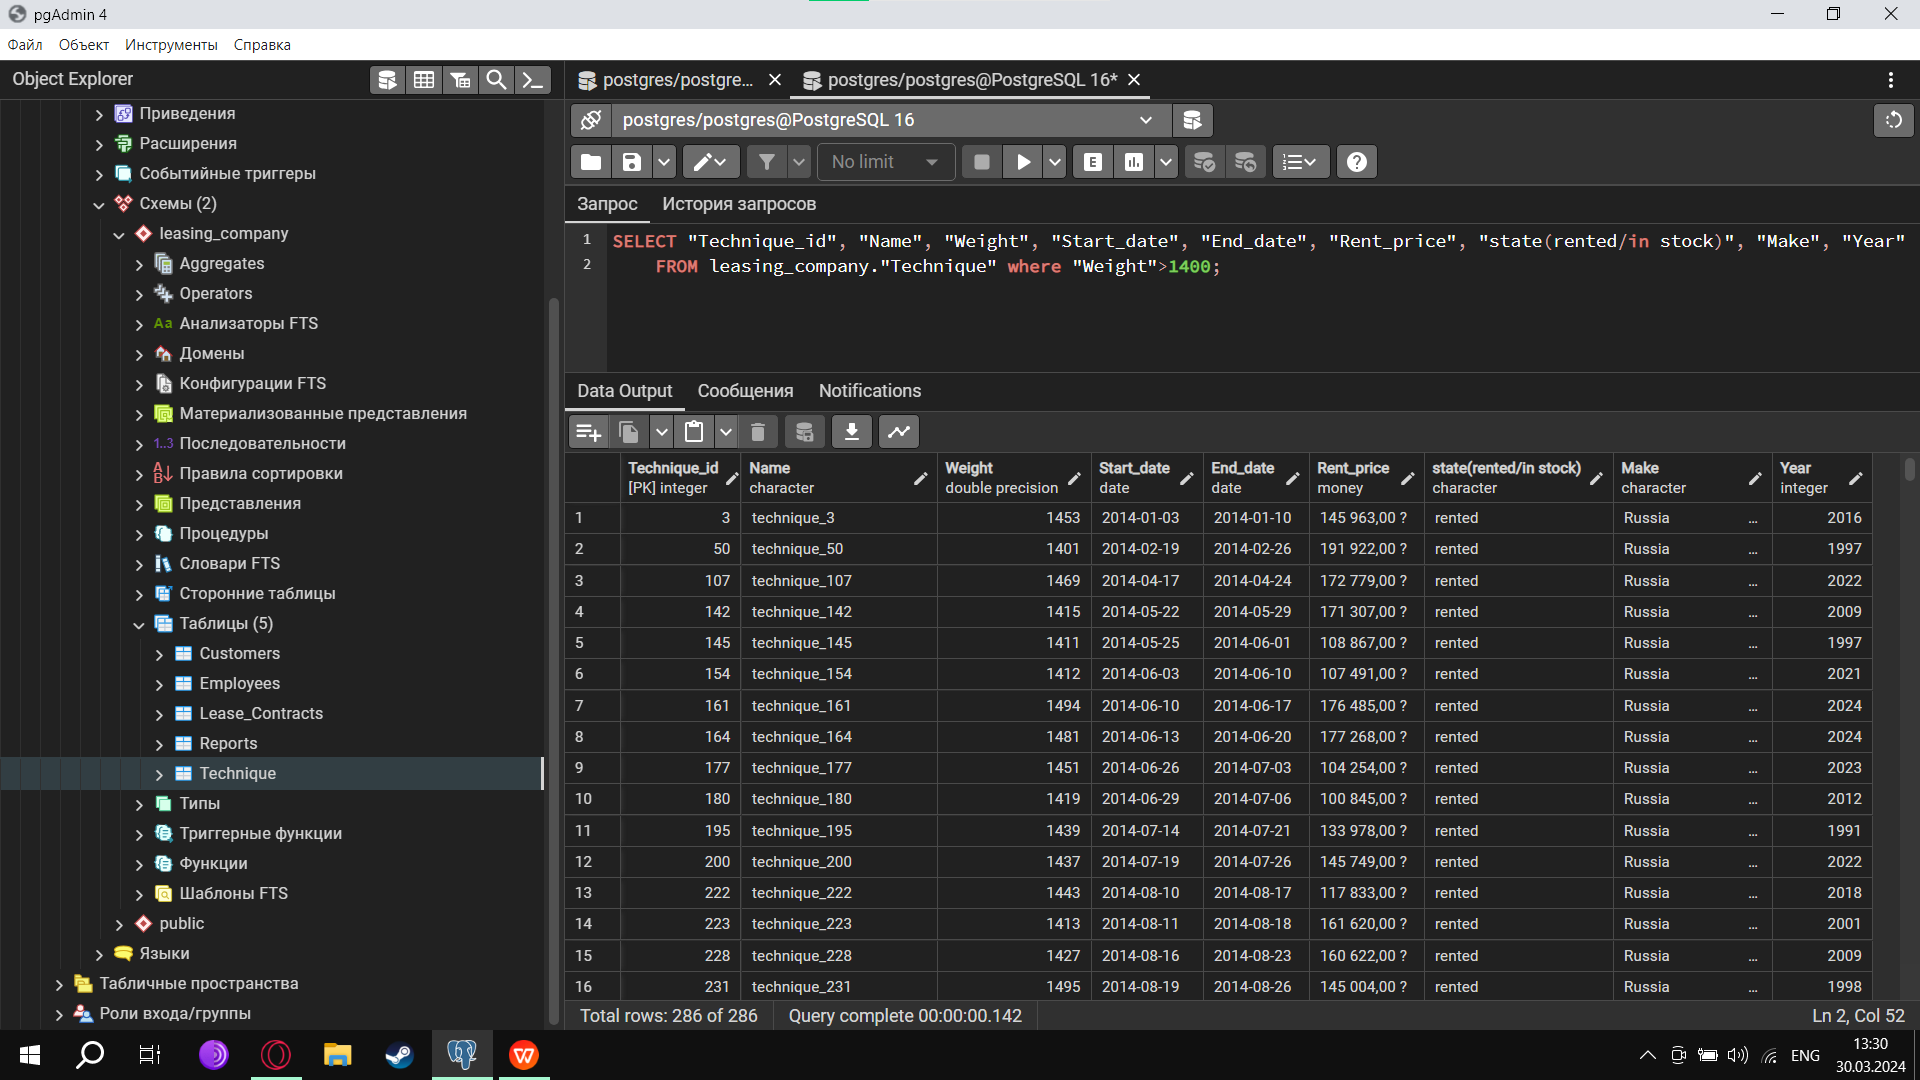 pgAdmin 4
Файл Объект Инструменты Справка
Object Explorer
Приведения
Расширения
Событийные триггеры
Схемы (2)
leasing_company
Aggregates
Operators
Aa Анализаторы FTS
Домены
Конфигурации FTS
Материализованные представления
1..3 Последовательности
Правила сортировки
Представления
Процедуры
Словари FTS
Сторонние таблицы
Таблицы (5)
Customers
Employees
Lease_Contracts
Reports
Technique
Типы
Триггерные функции
Функции
Шаблоны FTS
public
Языки
Табличные пространства
Роли входа/группы
postgres/postgre... postgres/postgres@PostgreSQL 16*
postgres/postgres@PostgreSQL 16
No limit
E
Запрос История запросов
1 SELECT "Technique_id", "Name", "Weight", "Start_date", "End_date", "Rent_price", "state(rented/in stock)", "Make", "Year"
2 FROM leasing_company."Technique" where "Weight">1400;
Data Output Сообщения Notifications
Technique_id Name Weight Start_date End_date Rent_price state(rented/in stock) Make Year
[PK] integer character double precision date date money character character integer
1 3 technique_3 1453 2014-01-03 2014-01-10 145 963,00 ? rented Russia ... 2016
2 50 technique_50 1401 2014-02-19 2014-02-26 191 922,00 ? rented Russia ... 1997
3 107 technique_107 1469 2014-04-17 2014-04-24 172 779,00 ? rented Russia ... 2022
4 142 technique_142 1415 2014-05-22 2014-05-29 171 307,00 ? rented Russia ... 2009
5 145 technique_145 1411 2014-05-25 2014-06-01 108 867,00 ? rented Russia ... 1997
6 154 technique_154 1412 2014-06-03 2014-06-10 107 491,00 ? rented Russia ... 2021
7 161 technique_161 1494 2014-06-10 2014-06-17 176 485,00 ? rented Russia ... 2024
8 164 technique_164 1481 2014-06-13 2014-06-20 177 268,00 ? rented Russia ... 2024
9 177 technique_177 1451 2014-06-26 2014-07-03 104 254,00 ? rented Russia ... 2023
10 180 technique_180 1419 2014-06-29 2014-07-06 100 845,00 ? rented Russia ... 2012
11 195 technique_195 1439 2014-07-14 2014-07-21 133 978,00 ? rented Russia ... 1991
12 200 technique_200 1437 2014-07-19 2014-07-26 145 749,00 ? rented Russia ... 2022
13 222 technique_222 1443 2014-08-10 2014-08-17 117 833,00 ? rented Russia ... 2018
14 223 technique_223 1413 2014-08-11 2014-08-18 161 620,00 ? rented Russia ... 2001
15 228 technique_228 1427 2014-08-16 2014-08-23 160 622,00 ? rented Russia ... 2009
16 231 technique_231 1495 2014-08-19 2014-08-26 145 004,00 ? rented Russia ... 1998
Total rows: 286 of 286 Query complete 00:00:00.142 Ln 2, Col 52
ENG
13:30
30.03.2024